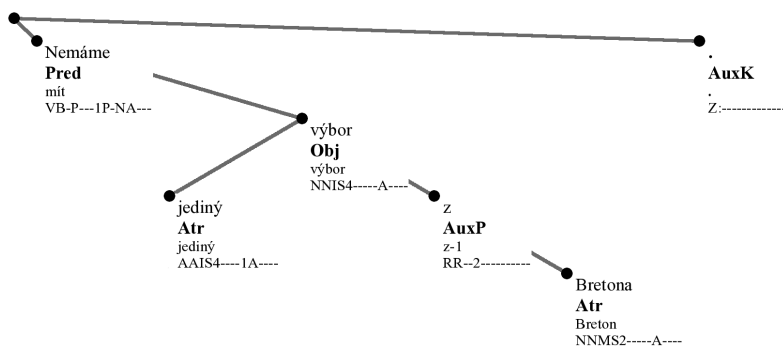 Nemáme
Pred
mít
VB-P---1P-NA---
.
AuxK
.
Z:-------------
výbor
Obj
výbor
NNIS4-----A----
jediný
Atr
jediný
AAIS4----1A----
z
AuxP
z-1
RR--2----------
Bretona
Atr
Breton
NNMS2-----A----